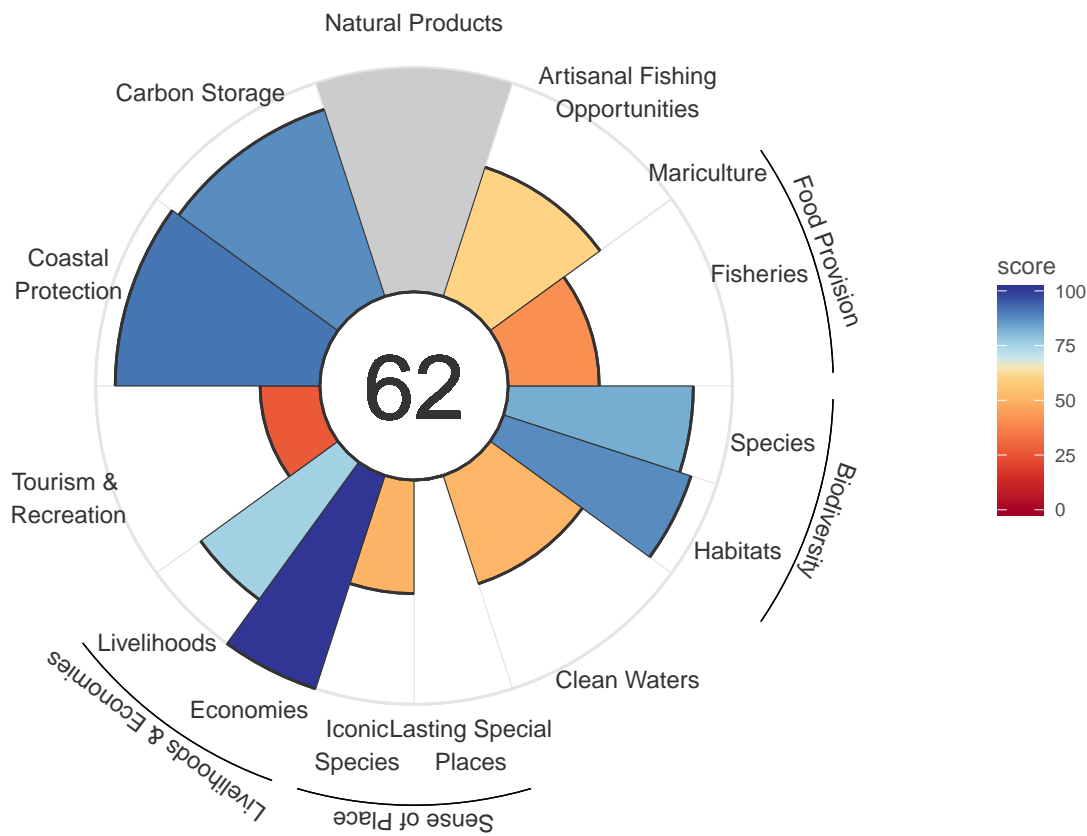 Natural Products
Carbon Storage
Artisanal Fishing
Opportunities
Mariculture
Food Provision
Fisheries
Coastal
Protection
62
score
100
75
50
25
0
Species
Biodiversity
Habitats
Tourism &
Recreation
Livelihoods
Livelihoods & Economies
Economies
Clean Waters
Iconic
Species
Lasting Special
Places
Sense of Place